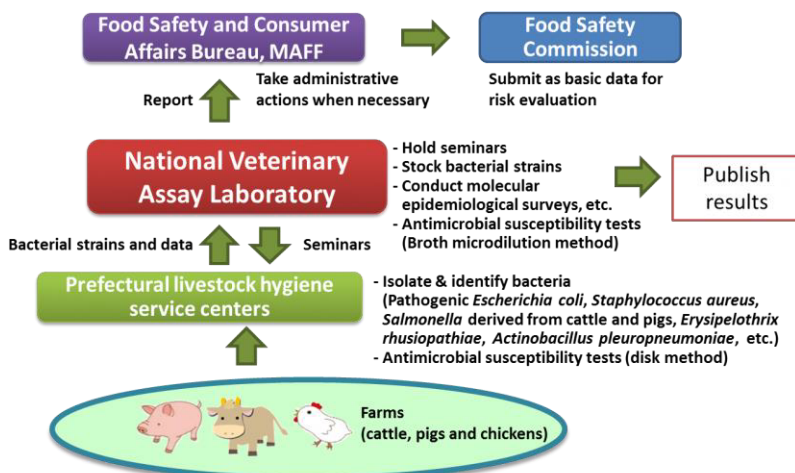 Food Safety and Consumer
Affairs Bureau, MAFF
Food Safety
Commission
Report
Take administrative
actions when necessary
Submit as basic data for
risk evaluation
National Veterinary
Assay Laboratory
- Hold seminars
- Stock bacterial strains
- Conduct molecular
epidemiological surveys, etc.
- Antimicrobial susceptibility tests
(Broth microdilution method)
Publish
results
Bacterial strains and data
Seminars
Prefectural livestock hygiene
service centers
- Isolate & identify bacteria
(Pathogenic Escherichia coli, Staphylococcus aureus,
Salmonella derived from cattle and pigs, Erysipelothrix
rhusiopathiae, Actinobacillus pleuropneumoniae, etc.)
- Antimicrobial susceptibility tests (disk method)
Farms
(cattle, pigs and chickens)